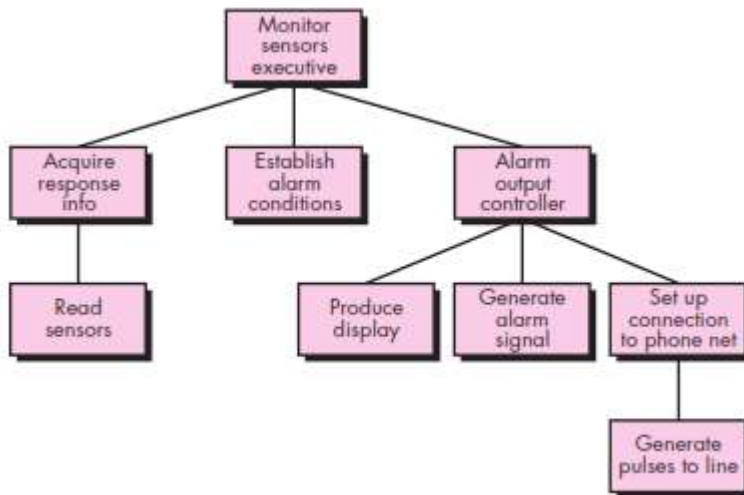 Monitor
sensors
executive
Acquire
response
info
Establish
alarm
conditions
Alarm
output
controller
Read
sensors
Produce
display
Generate
alarm
signal
Set up
connection
to phone net
Generate
pulses to line